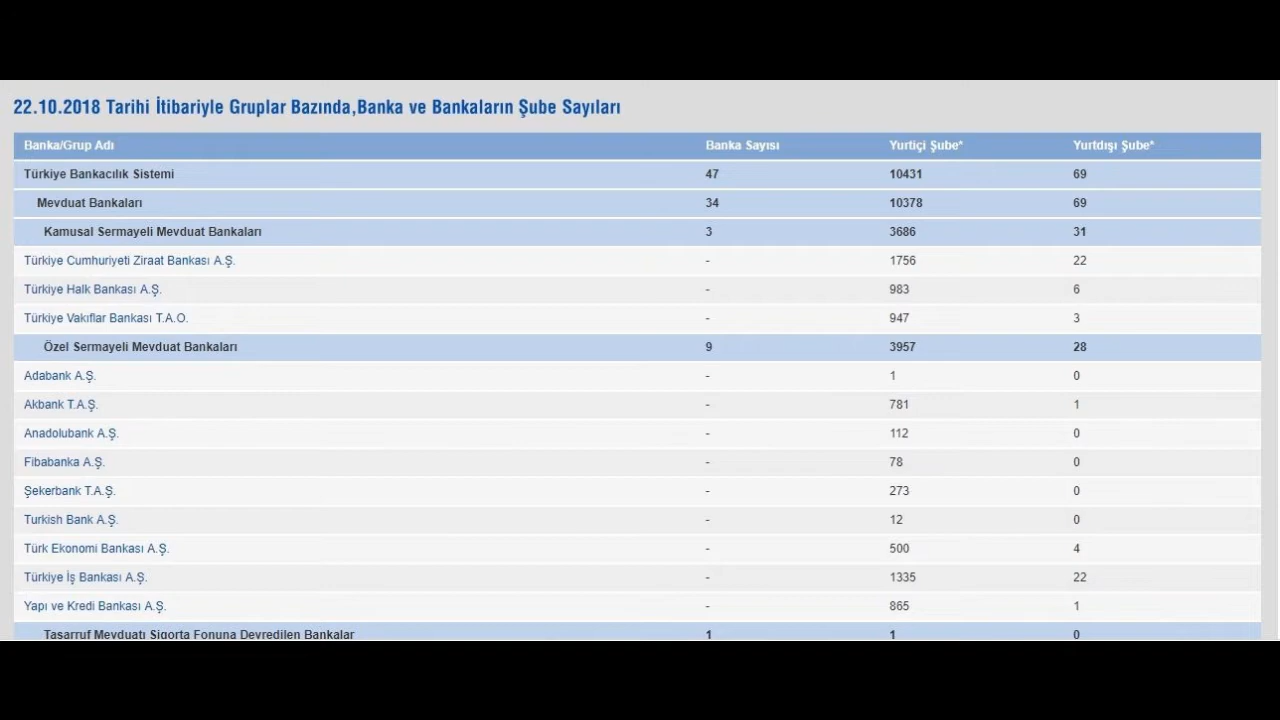 22.10.2018 Tarihi İtibariyle Gruplar Bazında,Banka ve Bankaların Şube Sayıları
Banka/Grup Adı Banka Sayısı Yurtiçi Şube* Yurtdışı Şube*
Türkiye Bankacılık Sistemi 47 10431 69
Mevduat Bankaları 34 10378 69
Kamusal Sermayeli Mevduat Bankaları 3 3686 31
Türkiye Cumhuriyeti Ziraat Bankası A.Ş. - 1756 22
Türkiye Halk Bankası A.Ş. - 983 6
Türkiye Vakıflar Bankası T.A.O. - 947 3
Özel Sermayeli Mevduat Bankaları 9 3957 28
Adabank A.Ş. - 1 0
Akbank T.A.Ş. - 781 1
Anadolubank A.Ş. - 112 0
Fibabanka A.Ş. - 78 0
Şekerbank T.A.Ş. - 273 0
Turkish Bank A.Ş. - 12 0
Türk Ekonomi Bankası A.Ş. - 500 4
Türkiye İş Bankası A.Ş. - 1335 22
Yapı ve Kredi Bankası A.Ş. - 865 1
Tasarruf Mevduatı Sigorta Fonuna Devredilen Bankalar 1 1 0